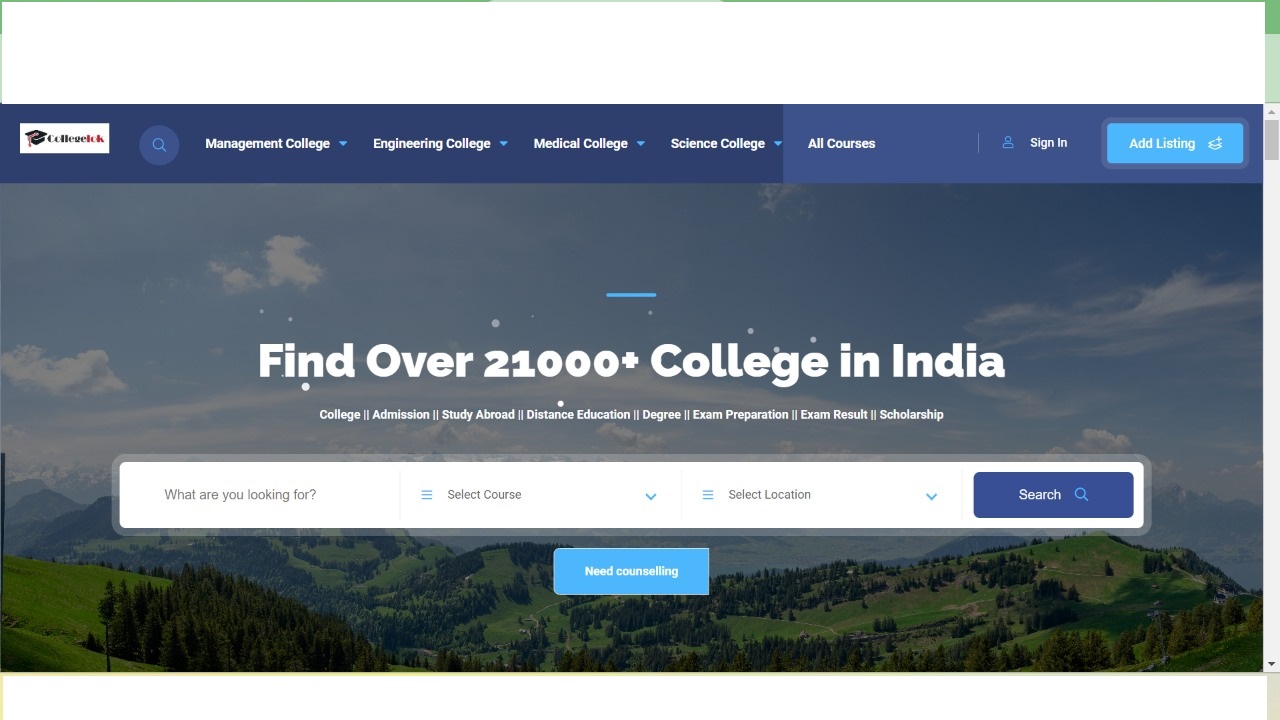 Collegelok
Management College Engineering College Medical College Science College All Courses Sign In Add Listing
Find Over 21000+ College in India
College || Admission || Study Abroad || Distance Education || Degree || Exam Preparation || Exam Result || Scholarship
What are you looking for? Select Course Select Location Search
Need counselling